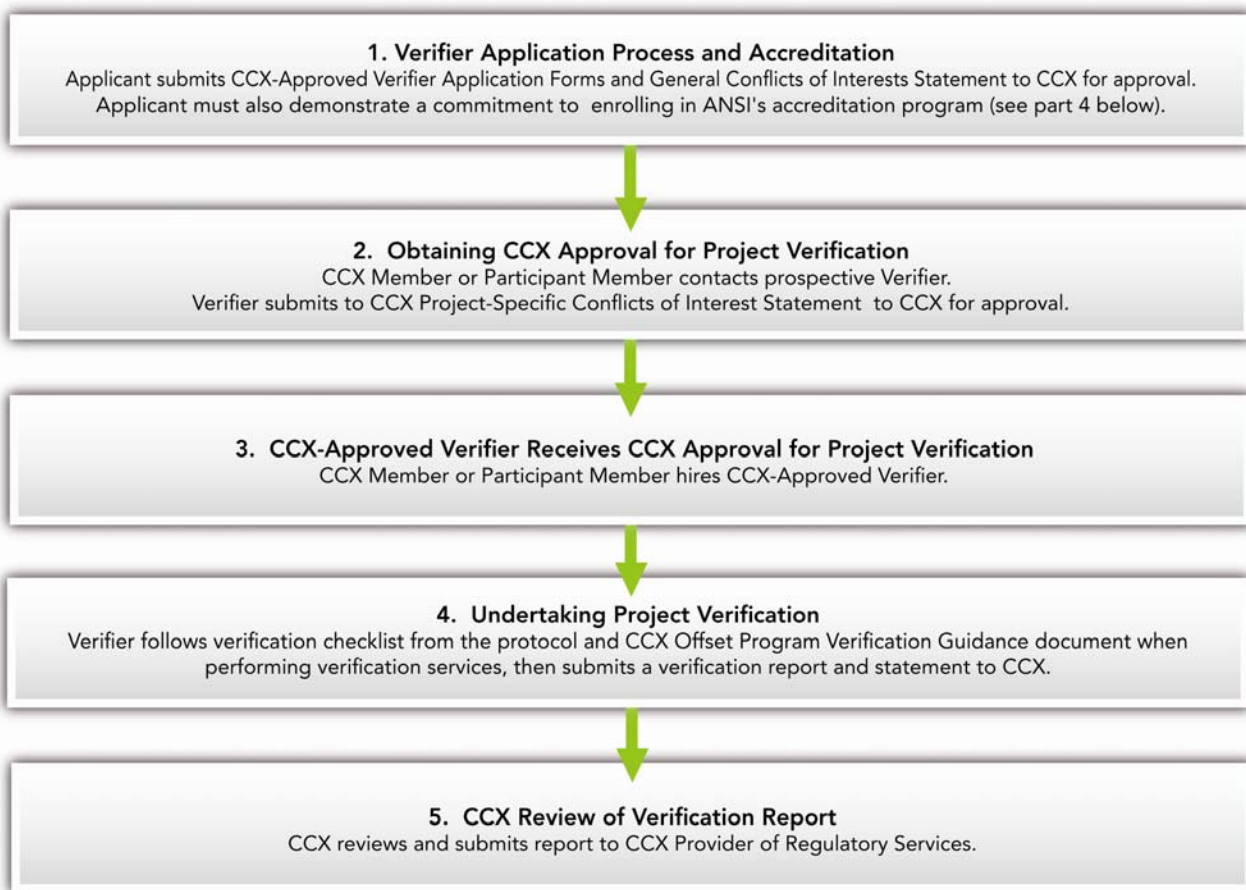 1. Verifier Application Process and Accreditation
Applicant submits CCX-Approved Verifier Application Forms and General Conflicts of Interests Statement to CCX for approval.
Applicant must also demonstrate a commitment to enrolling in ANSI's accreditation program (see part 4 below).
2. Obtaining CCX Approval for Project Verification
CCX Member or Participant Member contacts prospective Verifier.
Verifier submits to CCX Project-Specific Conflicts of Interest Statement to CCX for approval.
3. CCX-Approved Verifier Receives CCX Approval for Project Verification
CCX Member or Participant Member hires CCX-Approved Verifier.
4. Undertaking Project Verification
Verifier follows verification checklist from the protocol and CCX Offset Program Verification Guidance document when
performing verification services, then submits a verification report and statement to CCX.
5. CCX Review of Verification Report
CCX reviews and submits report to CCX Provider of Regulatory Services.